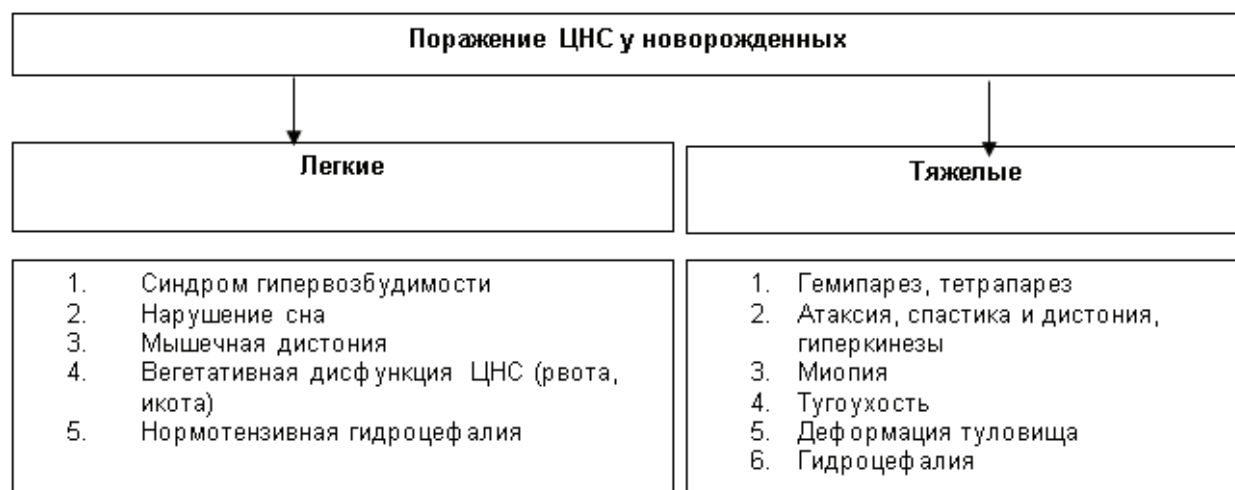 Поражение ЦНС у новорожденных
Легкие
Тяжелые
1. Синдром гипервозбудимости
2. Нарушение сна
3. Мышечная дистония
4. Вегетативная дисфункция ЦНС (рвота,
икота)
5. Нормотензивная гидроцефалия
1. Гемипарез, тетрапарез
2. Атаксия, спастика и дистония,
гиперкинезы
3. Миопия
4. Тугоухость
5. Деформация туловища
6. Гидроцефалия